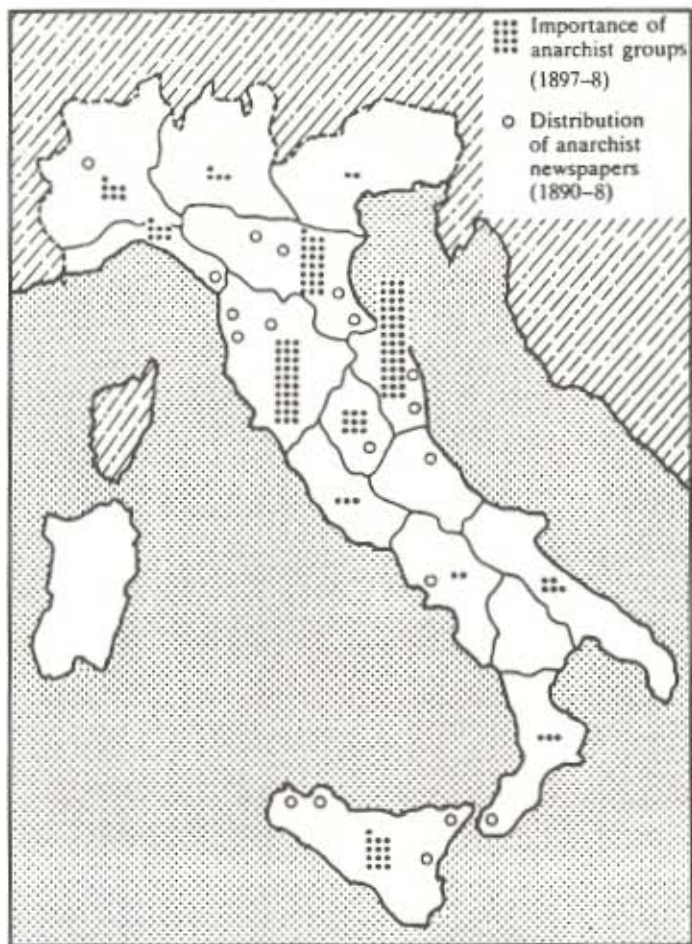 Importance of
anarchist groups
(1897–8)
Distribution
of anarchist
newspapers
(1890–8)